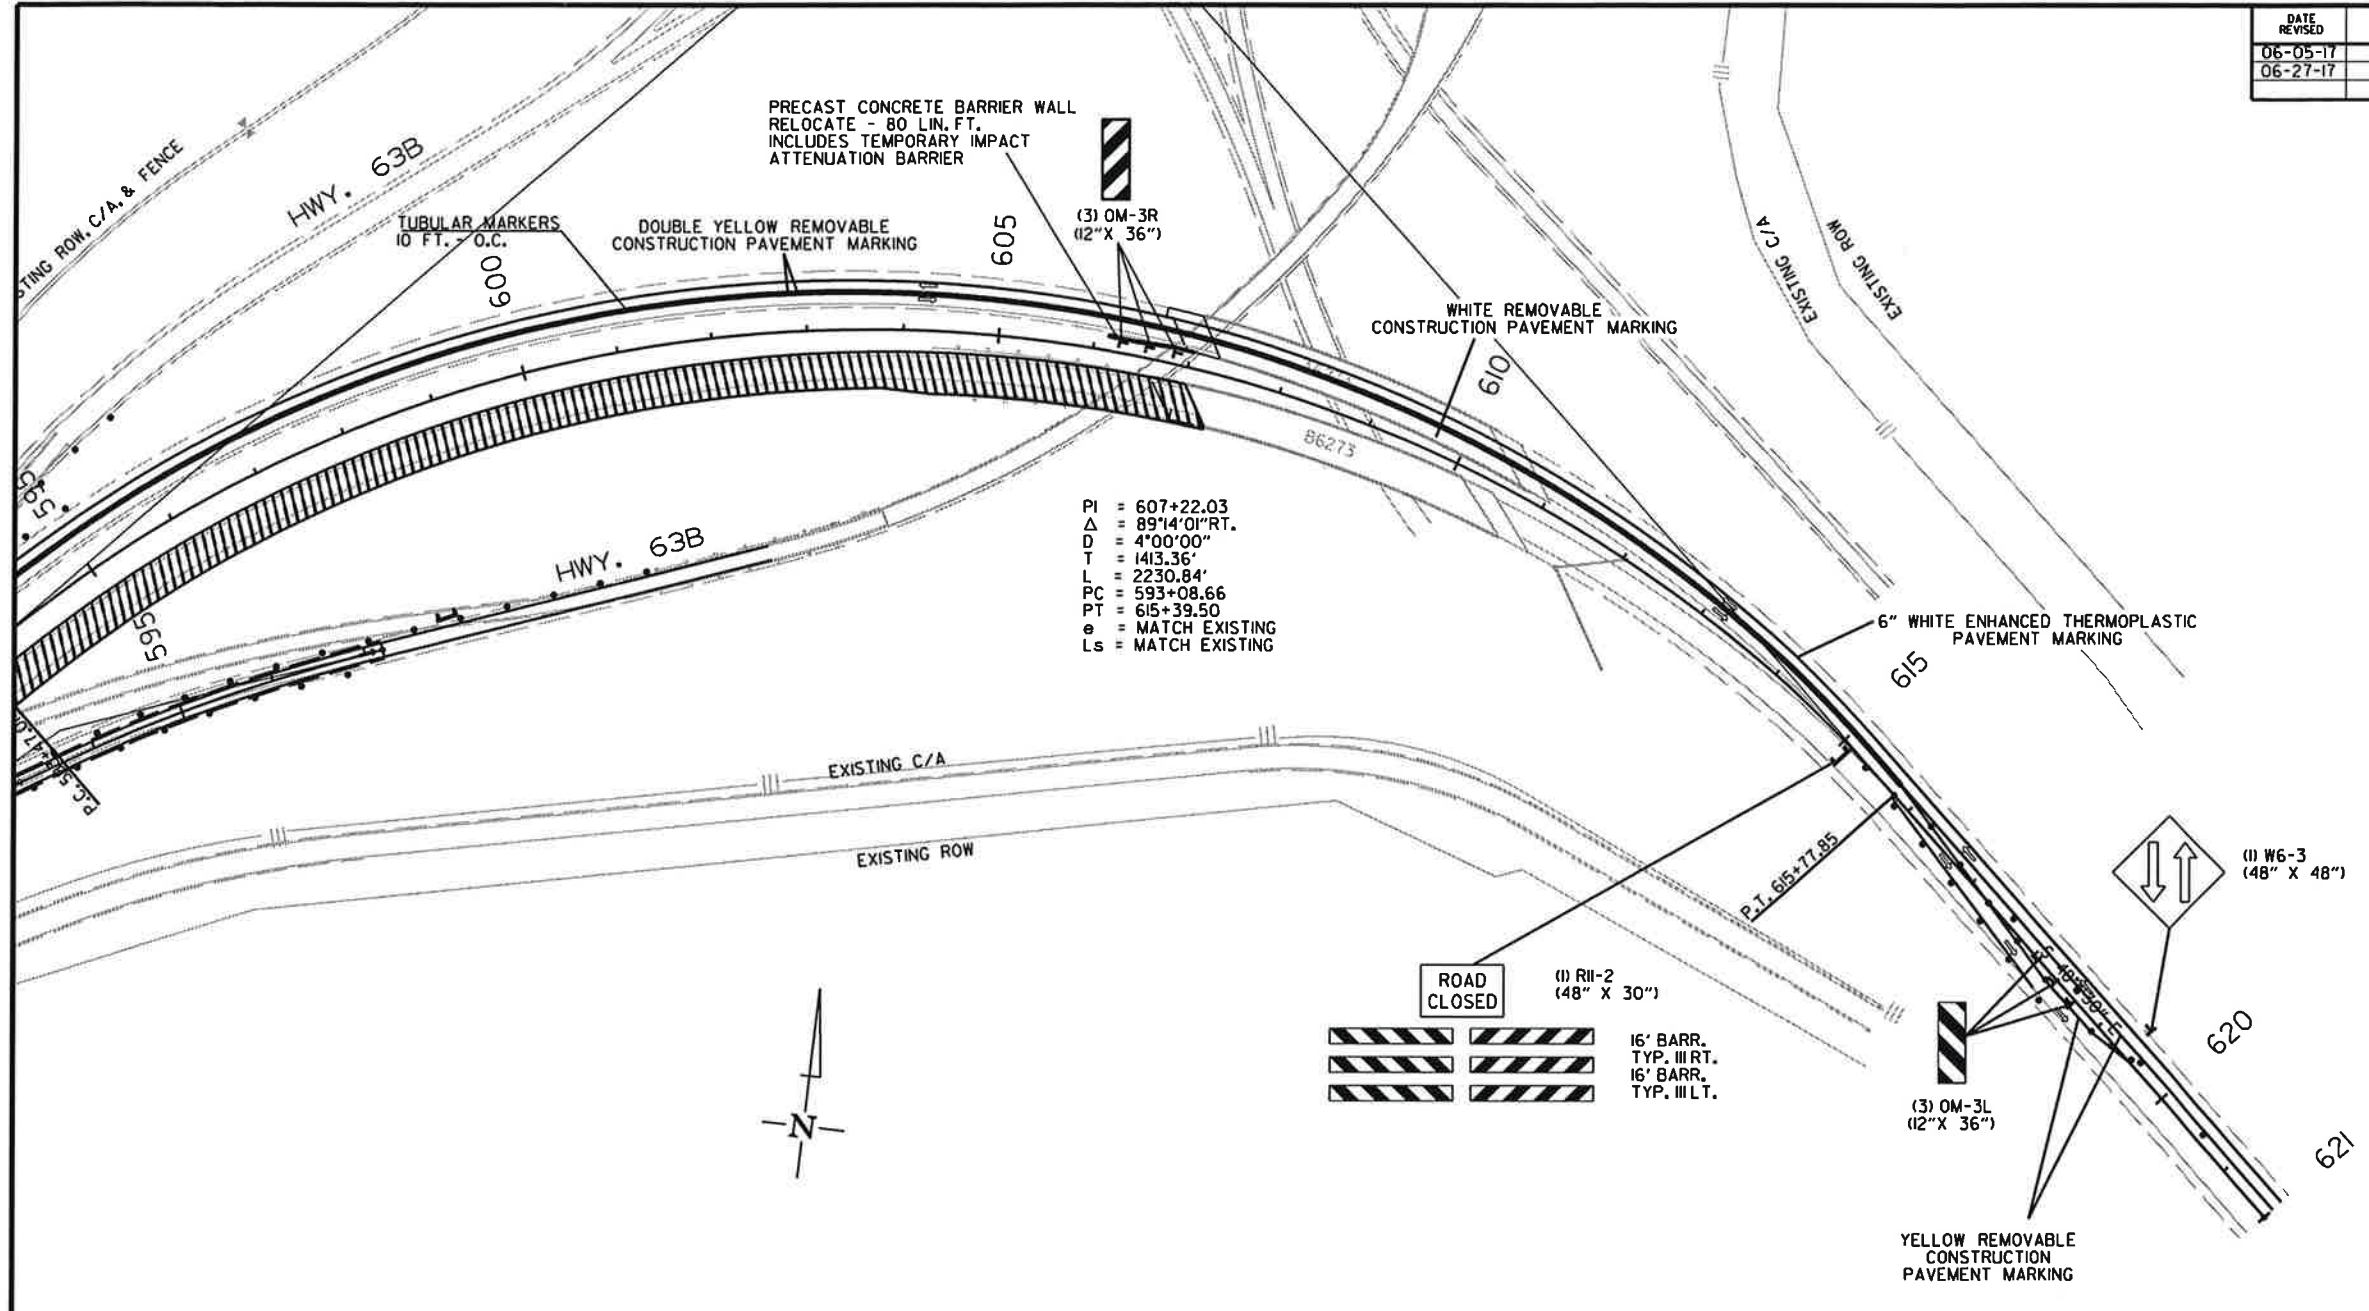 DATE
REVISED
06-05-17
06-27-17
PRECAST CONCRETE BARRIER WALL
RELOCATE - 80 LIN. FT.
INCLUDES TEMPORARY IMPACT
ATTENUATION BARRIER
(3) OM-3R
(12" X 36")
HWY. 63B
ROW, C/A, & FENCE
TUBULAR MARKERS
10 FT. - O.C.
DOUBLE YELLOW REMOVABLE
CONSTRUCTION PAVEMENT MARKING
600
605
WHITE REMOVABLE
CONSTRUCTION PAVEMENT MARKING
610
EXISTING C/A
EXISTING ROW
595
B6273
HWY. 63B
595
PI = 607+22.03
Δ = 89°14'01"RT.
D = 4°00'00"
T = 1413.36'
L = 2230.84'
PC = 593+08.66
PT = 615+39.50
e = MATCH EXISTING
Ls = MATCH EXISTING
6" WHITE ENHANCED THERMOPLASTIC
PAVEMENT MARKING
615
P.C.
EXISTING C/A
EXISTING ROW
P.T. 615+77.85
(1) W6-3
(48" X 48")
ROAD
CLOSED
(1) R11-2
(48" X 30")
16' BARR.
TYP. III RT.
16' BARR.
TYP. III LT.
(3) OM-3L
(12" X 36")
620
621
YELLOW REMOVABLE
CONSTRUCTION
PAVEMENT MARKING
N